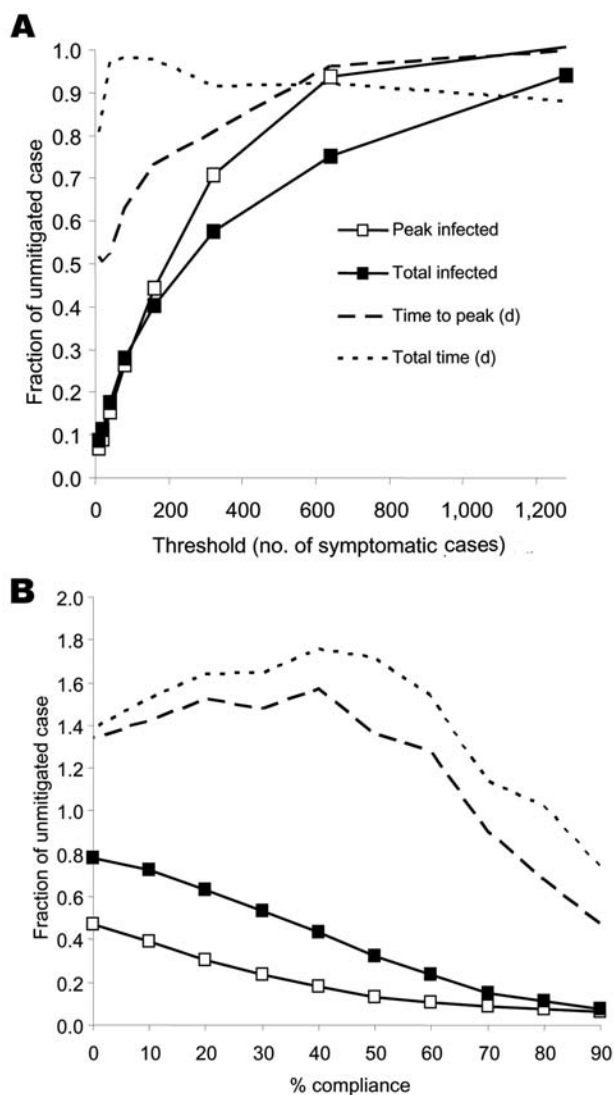 A
Fraction of unmitigated case
1.0
0.9
0.8
0.7
0.6
0.5
0.4
0.3
0.2
0.1
0.0
Peak infected
Total infected
Time to peak (d)
Total time (d)
0 200 400 600 800 1,000 1,200
Threshold (no. of symptomatic cases)
B
Fraction of unmitigated case
2.0
1.8
1.6
1.4
1.2
1.0
0.8
0.6
0.4
0.2
0.0
0 10 20 30 40 50 60 70 80 90
% compliance